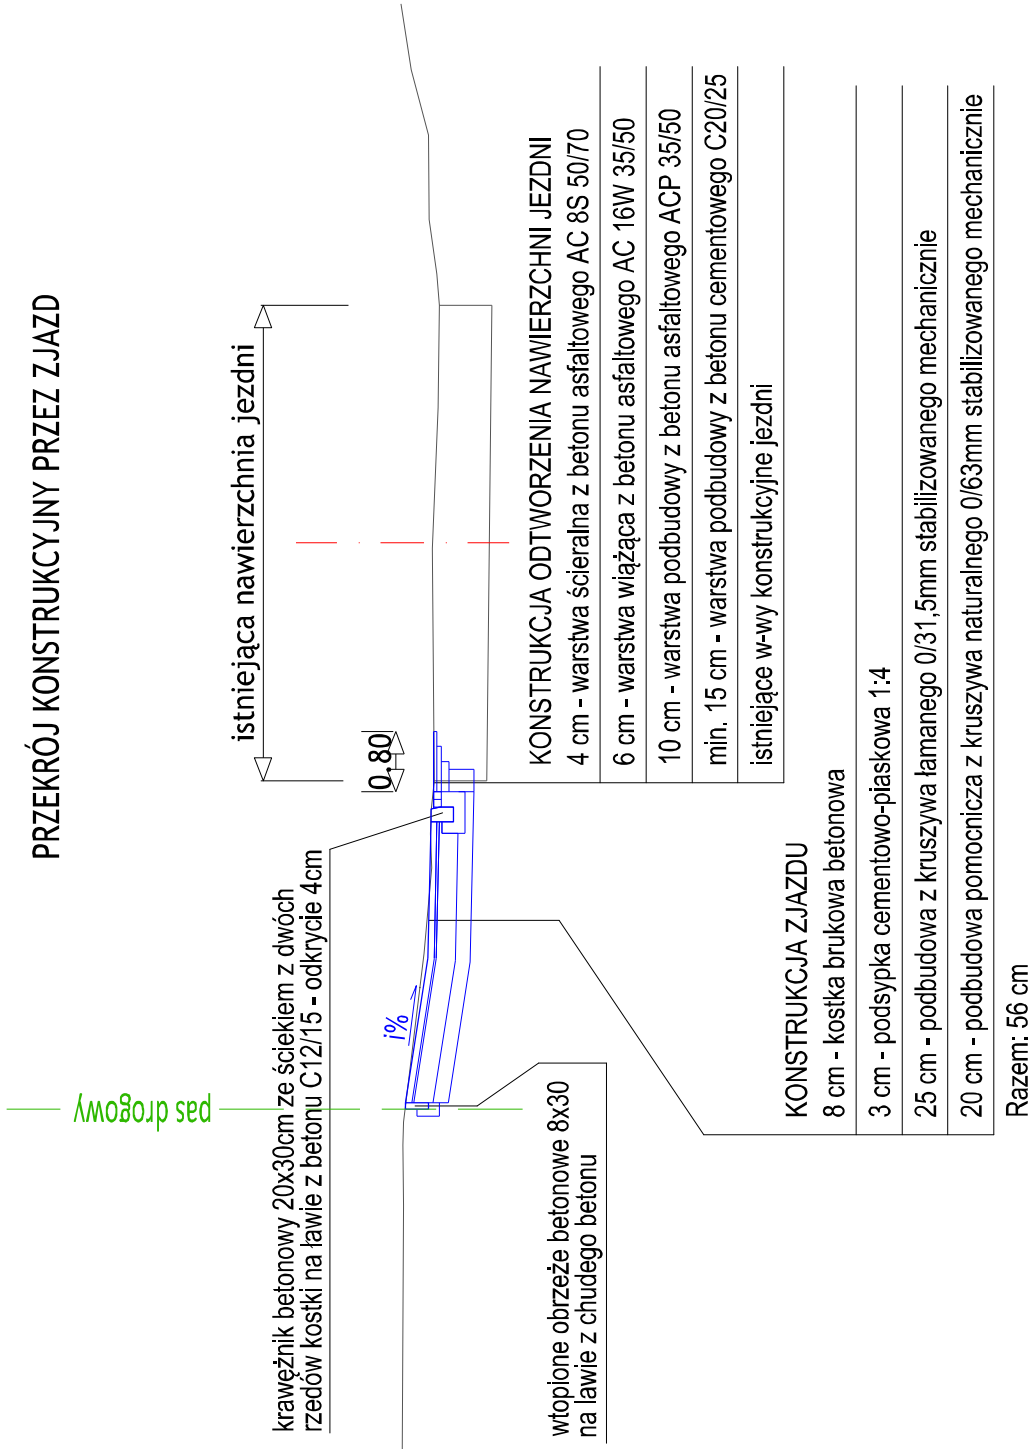 PRZEKRÓJ KONSTRUKCYJNY PRZEZ ZJAZD
istniejąca nawierzchnia jezdni
0,80
pas drogowy
i%
krawężnik betonowy 20x30cm ze ściekiem z dwóch
rzedów kostki na ławie z betonu C12/15 - odkrycie 4cm
wtopione obrzeże betonowe 8x30
na lawie z chudego betonu
KONSTRUKCJA ODTWORZENIA NAWIERZCHNI JEZDNI
4 cm - warstwa ścieralna z betonu asfaltowego AC 8S 50/70
6 cm - warstwa wiążąca z betonu asfaltowego AC 16W 35/50
10 cm - warstwa podbudowy z betonu asfaltowego ACP 35/50
min. 15 cm - warstwa podbudowy z betonu cementowego C20/25
istniejące w-wy konstrukcyjne jezdni
KONSTRUKCJA ZJAZDU
8 cm - kostka brukowa betonowa
3 cm - podsypka cementowo-piaskowa 1:4
25 cm - podbudowa z kruszywa łamanego 0/31,5mm stabilizowanego mechanicznie
20 cm - podbudowa pomocnicza z kruszywa naturalnego 0/63mm stabilizowanego mechanicznie
Razem: 56 cm